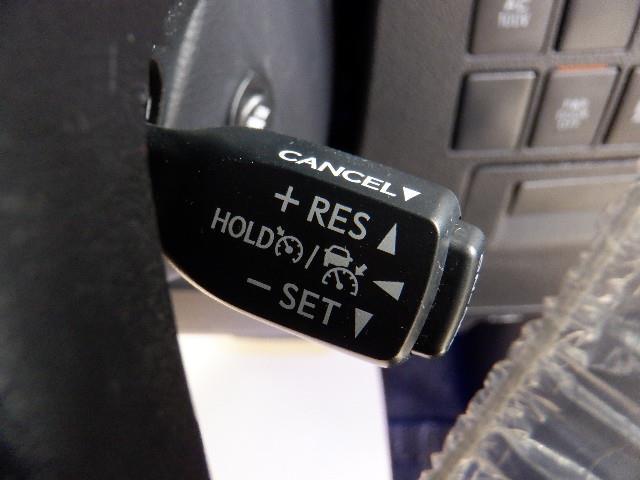 CANCEL▼
+ RES ▲
HOLD / ◀
− SET ▼